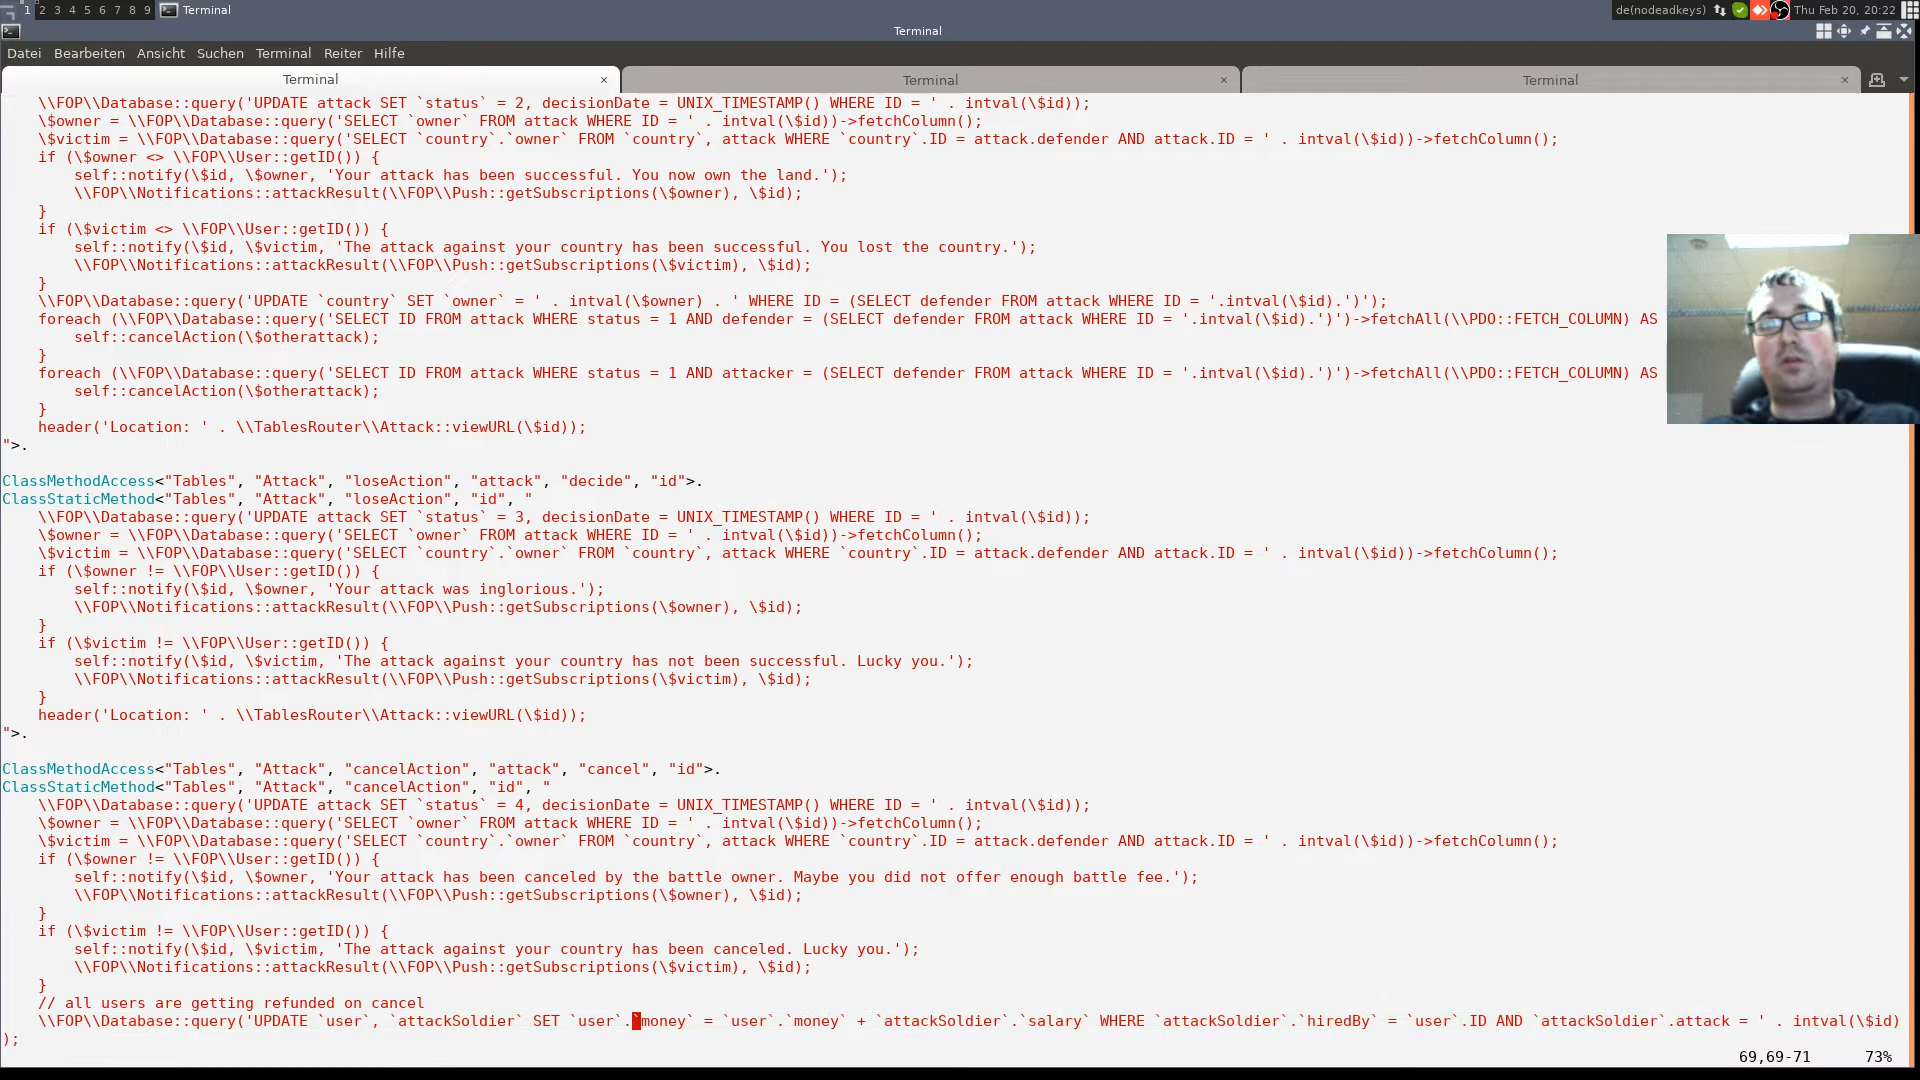 1 2 3 4 5 6 7 8 9 Terminal de(nodeadkeys) Thu Feb 20, 20:22
Terminal
Datei Bearbeiten Ansicht Suchen Terminal Reiter Hilfe
Terminal × Terminal × Terminal ×
    \\FOP\\Database::query('UPDATE attack SET `status` = 2, decisionDate = UNIX_TIMESTAMP() WHERE ID = ' . intval(\$id));
    \$owner = \\FOP\\Database::query('SELECT `owner` FROM attack WHERE ID = ' . intval(\$id))->fetchColumn();
    \$victim = \\FOP\\Database::query('SELECT `country`.`owner` FROM `country`, attack WHERE `country`.ID = attack.defender AND attack.ID = ' . intval(\$id))->fetchColumn();
    if (\$owner <> \\FOP\\User::getID()) {
        self::notify(\$id, \$owner, 'Your attack has been successful. You now own the land.');
        \\FOP\\Notifications::attackResult(\\FOP\\Push::getSubscriptions(\$owner), \$id);
    }
    if (\$victim <> \\FOP\\User::getID()) {
        self::notify(\$id, \$victim, 'The attack against your country has been successful. You lost the country.');
        \\FOP\\Notifications::attackResult(\\FOP\\Push::getSubscriptions(\$victim), \$id);
    }
    \\FOP\\Database::query('UPDATE `country` SET `owner` = ' . intval(\$owner) . ' WHERE ID = (SELECT defender FROM attack WHERE ID = '.intval(\$id).')');
    foreach (\\FOP\\Database::query('SELECT ID FROM attack WHERE status = 1 AND defender = (SELECT defender FROM attack WHERE ID = '.intval(\$id).')')->fetchAll(\\PDO::FETCH_COLUMN) AS
        self::cancelAction(\$otherattack);
    }
    foreach (\\FOP\\Database::query('SELECT ID FROM attack WHERE status = 1 AND attacker = (SELECT defender FROM attack WHERE ID = '.intval(\$id).')')->fetchAll(\\PDO::FETCH_COLUMN) AS
        self::cancelAction(\$otherattack);
    }
    header('Location: ' . \\TablesRouter\\Attack::viewURL(\$id));
">.
ClassMethodAccess<"Tables", "Attack", "loseAction", "attack", "decide", "id">.
ClassStaticMethod<"Tables", "Attack", "loseAction", "id", "
    \\FOP\\Database::query('UPDATE attack SET `status` = 3, decisionDate = UNIX_TIMESTAMP() WHERE ID = ' . intval(\$id));
    \$owner = \\FOP\\Database::query('SELECT `owner` FROM attack WHERE ID = ' . intval(\$id))->fetchColumn();
    \$victim = \\FOP\\Database::query('SELECT `country`.`owner` FROM `country`, attack WHERE `country`.ID = attack.defender AND attack.ID = ' . intval(\$id))->fetchColumn();
    if (\$owner != \\FOP\\User::getID()) {
        self::notify(\$id, \$owner, 'Your attack was inglorious.');
        \\FOP\\Notifications::attackResult(\\FOP\\Push::getSubscriptions(\$owner), \$id);
    }
    if (\$victim != \\FOP\\User::getID()) {
        self::notify(\$id, \$victim, 'The attack against your country has not been successful. Lucky you.');
        \\FOP\\Notifications::attackResult(\\FOP\\Push::getSubscriptions(\$victim), \$id);
    }
    header('Location: ' . \\TablesRouter\\Attack::viewURL(\$id));
">.
ClassMethodAccess<"Tables", "Attack", "cancelAction", "attack", "cancel", "id">.
ClassStaticMethod<"Tables", "Attack", "cancelAction", "id", "
    \\FOP\\Database::query('UPDATE attack SET `status` = 4, decisionDate = UNIX_TIMESTAMP() WHERE ID = ' . intval(\$id));
    \$owner = \\FOP\\Database::query('SELECT `owner` FROM attack WHERE ID = ' . intval(\$id))->fetchColumn();
    \$victim = \\FOP\\Database::query('SELECT `country`.`owner` FROM `country`, attack WHERE `country`.ID = attack.defender AND attack.ID = ' . intval(\$id))->fetchColumn();
    if (\$owner != \\FOP\\User::getID()) {
        self::notify(\$id, \$owner, 'Your attack has been canceled by the battle owner. Maybe you did not offer enough battle fee.');
        \\FOP\\Notifications::attackResult(\\FOP\\Push::getSubscriptions(\$owner), \$id);
    }
    if (\$victim != \\FOP\\User::getID()) {
        self::notify(\$id, \$victim, 'The attack against your country has been canceled. Lucky you.');
        \\FOP\\Notifications::attackResult(\\FOP\\Push::getSubscriptions(\$victim), \$id);
    }
    // all users are getting refunded on cancel
    \\FOP\\Database::query('UPDATE `user`, `attackSoldier` SET `user`.`money` = `user`.`money` + `attackSoldier`.`salary` WHERE `attackSoldier`.`hiredBy` = `user`.ID AND `attackSoldier`.attack = ' . intval(\$id)
);
69,69-71 73%